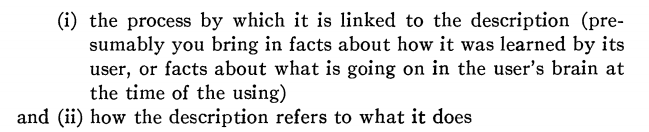 (i) the process by which it is linked to the description (pre-
sumably you bring in facts about how it was learned by its
user, or facts about what is going on in the user's brain at
the time of the using)
and (ii) how the description refers to what it does